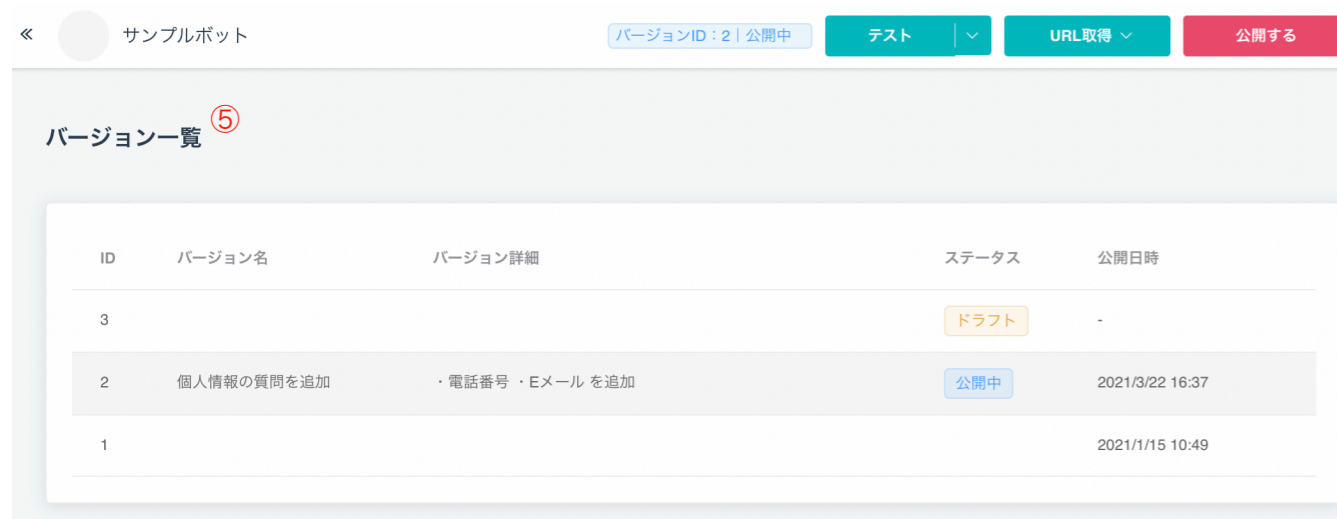 « サンプルボット バージョンID：2 | 公開中 テスト URL取得 公開する
バージョン一覧 ⑤
ID バージョン名 バージョン詳細 ステータス 公開日時
3 ドラフト -
2 個人情報の質問を追加 ・電話番号 ・Eメール を追加 公開中 2021/3/22 16:37
1 2021/1/15 10:49